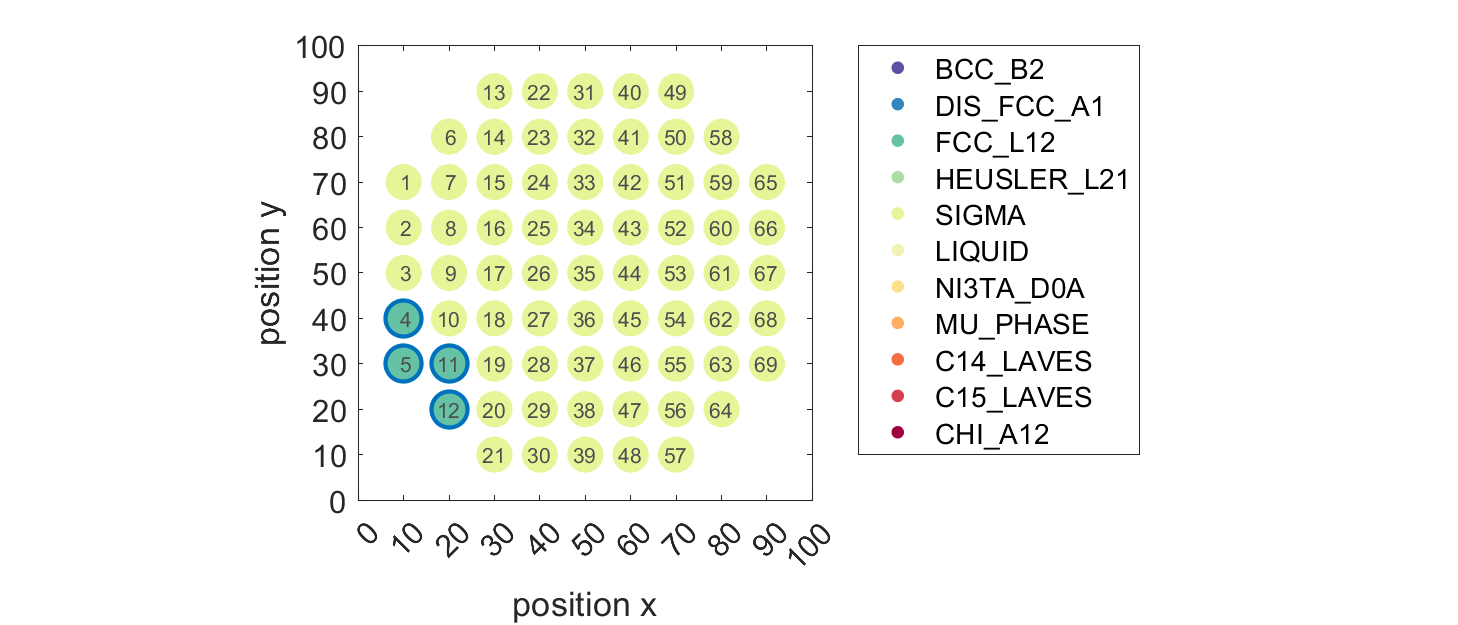 100
90
80
70
60
50
40
30
20
10
0
position y
13 22 31 40 49
6 14 23 32 41 50 58
1 7 15 24 33 42 51 59 65
2 8 16 25 34 43 52 60 66
3 9 17 26 35 44 53 61 67
4 10 18 27 36 45 54 62 68
5 11 19 28 37 46 55 63 69
12 20 29 38 47 56 64
21 30 39 48 57
0 10 20 30 40 50 60 70 80 90 100
position x
BCC_B2
DIS_FCC_A1
FCC_L12
HEUSLER_L21
SIGMA
LIQUID
NI3TA_D0A
MU_PHASE
C14_LAVES
C15_LAVES
CHI_A12